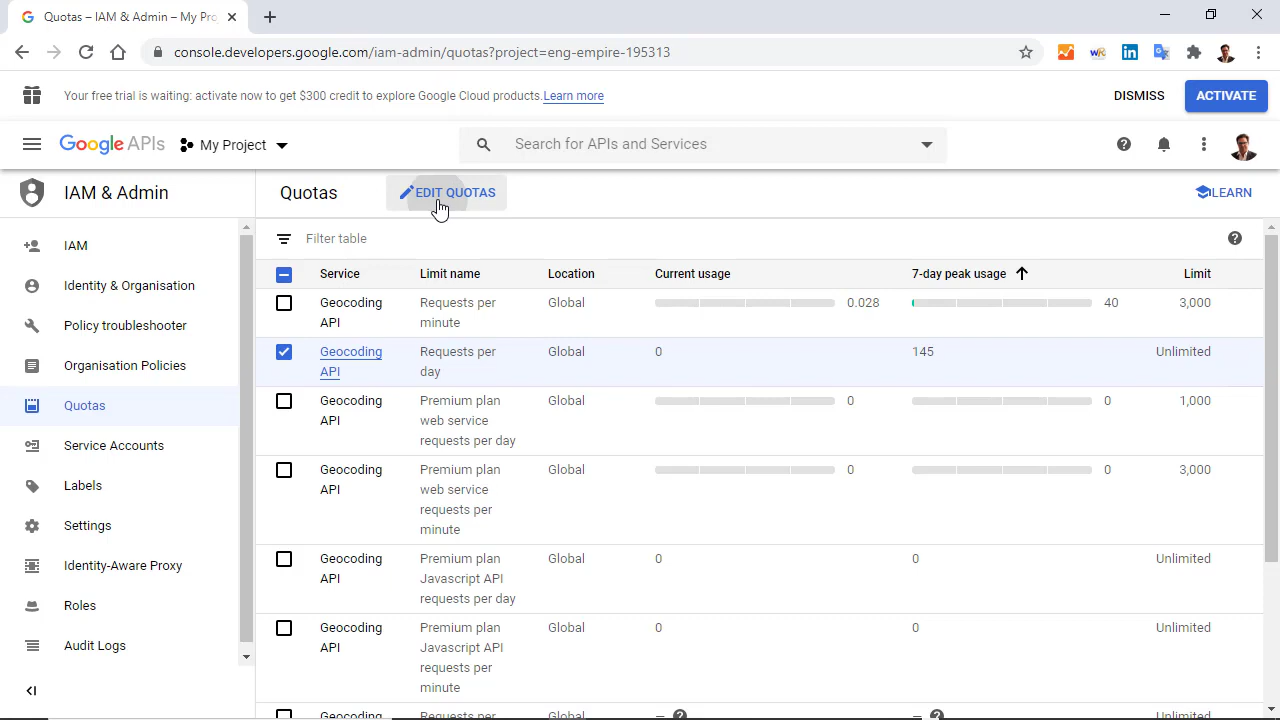 Quotas – IAM & Admin – My Pro
console.developers.google.com/iam-admin/quotas?project=eng-empire-195313
Your free trial is waiting: activate now to get $300 credit to explore Google Cloud products. Learn more
DISMISS
ACTIVATE
Google APIs
My Project
Search for APIs and Services
IAM & Admin
Quotas
EDIT QUOTAS
LEARN
IAM
Identity & Organisation
Policy troubleshooter
Organisation Policies
Quotas
Service Accounts
Labels
Settings
Identity-Aware Proxy
Roles
Audit Logs
Filter table
Service Limit name Location Current usage 7-day peak usage Limit
Geocoding Requests per Global 0.028 40 3,000
API minute
Geocoding Requests per Global 0 145 Unlimited
API day
Geocoding Premium plan Global 0 0 1,000
API web service
requests per day
Geocoding Premium plan Global 0 0 3,000
API web service
requests per
minute
Geocoding Premium plan Global 0 0 Unlimited
API Javascript API
requests per day
Geocoding Premium plan Global 0 0 Unlimited
API Javascript API
requests per
minute
Geocoding Requests per Global – – Unlimited